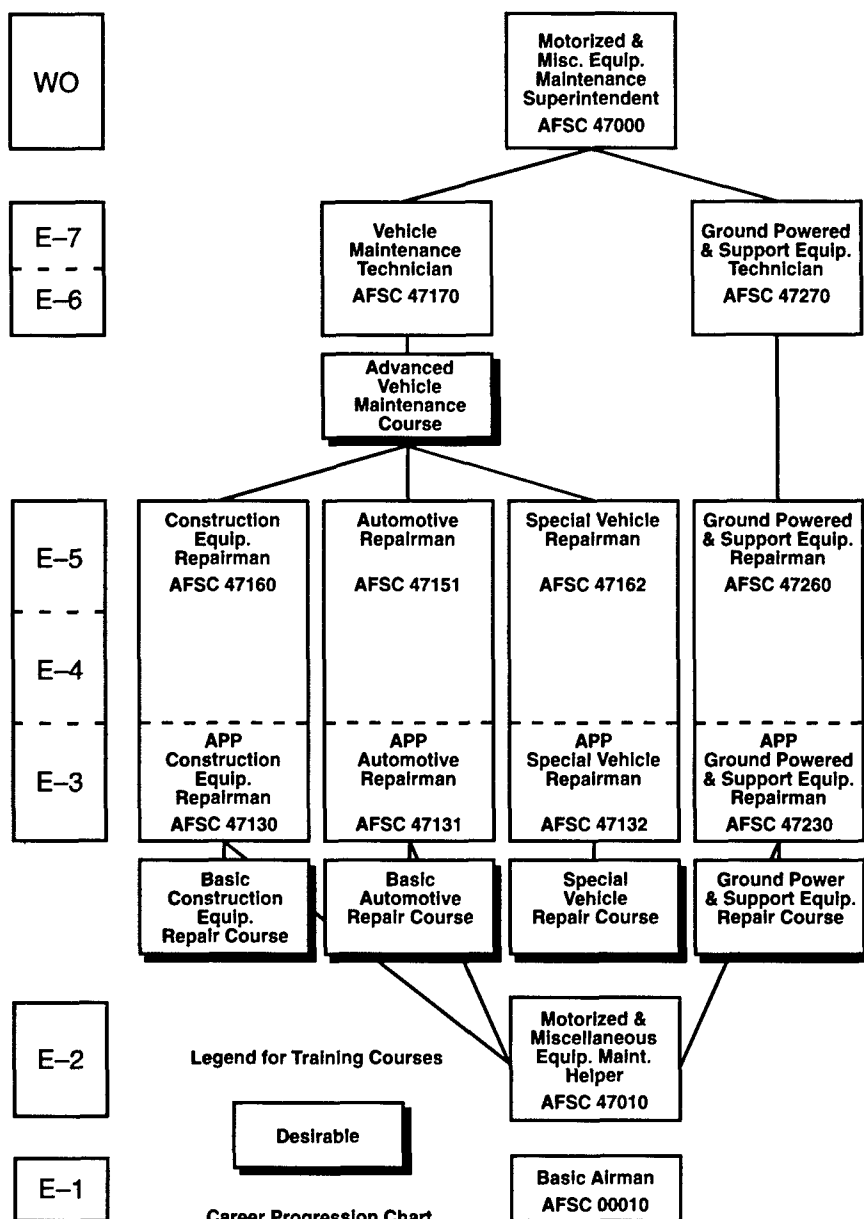 WO
Motorized &
Misc. Equip.
Maintenance
Superintendent
AFSC 47000
E–7
E–6
Vehicle
Maintenance
Technician
AFSC 47170
Ground Powered
& Support Equip.
Technician
AFSC 47270
Advanced
Vehicle
Maintenance
Course
E–5
E–4
E–3
Construction
Equip.
Repairman
AFSC 47160
Automotive
Repairman
AFSC 47151
Special Vehicle
Repairman
AFSC 47162
Ground Powered
& Support Equip.
Repairman
AFSC 47260
APP
Construction
Equip.
Repairman
AFSC 47130
APP
Automotive
Repairman
AFSC 47131
APP
Special Vehicle
Repairman
AFSC 47132
APP
Ground Powered
& Support Equip.
Repairman
AFSC 47230
Basic
Construction
Equip.
Repair Course
Basic
Automotive
Repair Course
Special
Vehicle
Repair Course
Ground Power
& Support Equip.
Repair Course
E–2
Legend for Training Courses
Motorized &
Miscellaneous
Equip. Maint.
Helper
AFSC 47010
Desirable
E–1
Basic Airman
AFSC 00010
Career Progression Chart